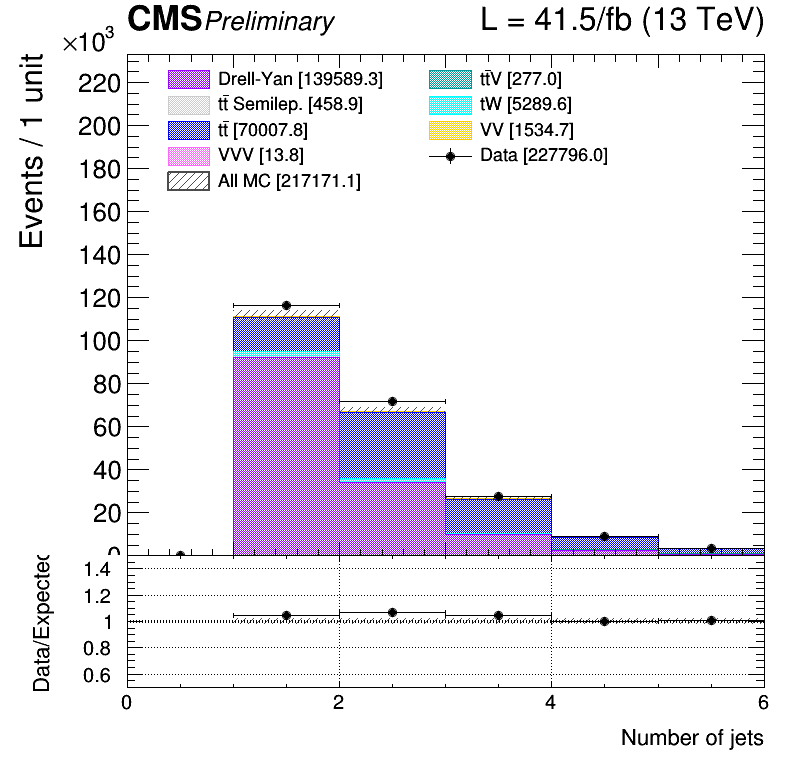 CMS Preliminary L = 41.5/fb (13 TeV)
×10³
Events / 1 unit
Drell-Yan [139589.3]
tt̄ Semilep. [458.9]
tt̄ [70007.8]
VVV [13.8]
All MC [217171.1]
tt̄V [277.0]
tW [5289.6]
VV [1534.7]
Data [227796.0]
220
200
180
160
140
120
100
80
60
40
20
0
Data/Expected
1.4
1.2
1
0.8
0.6
0 2 4 6
Number of jets